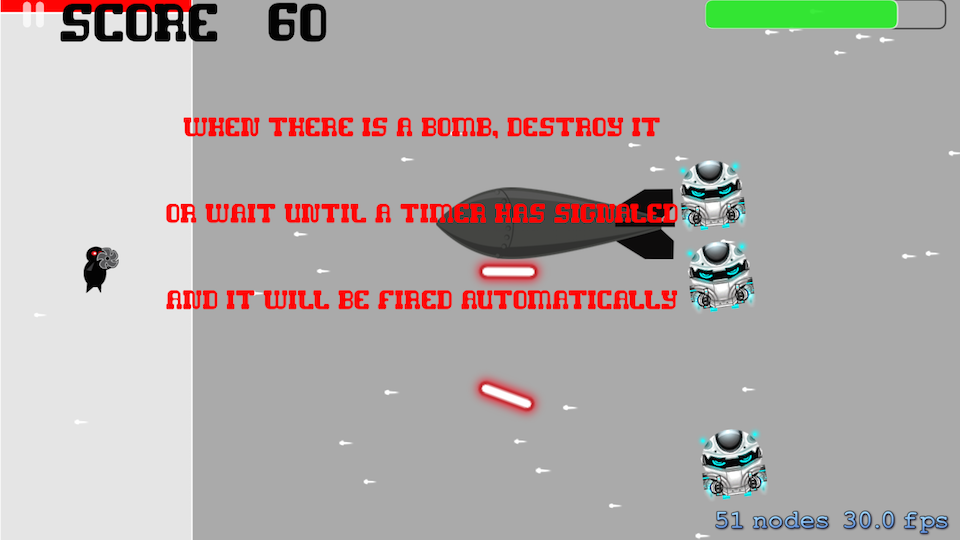 SCORE 60
WHEN THERE IS A BOMB, DESTROY IT
OR WAIT UNTIL A TIMER HAS SIGNALED
AND IT WILL BE FIRED AUTOMATICALLY
51 nodes 30.0 fps